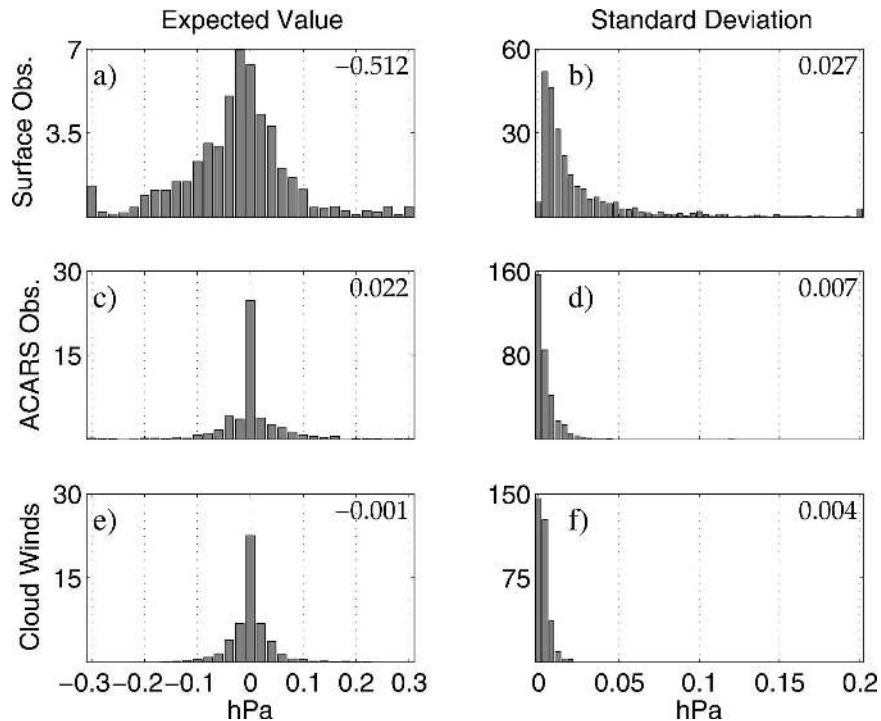 Expected Value
Standard Deviation
Surface Obs.
7
3.5
a)
−0.512
60
30
b)
0.027
ACARS Obs.
30
15
c)
0.022
160
80
d)
0.007
Cloud Winds
30
15
e)
−0.001
150
75
f)
0.004
−0.3 −0.2 −0.1 0 0.1 0.2 0.3
hPa
0 0.05 0.1 0.15 0.2
hPa